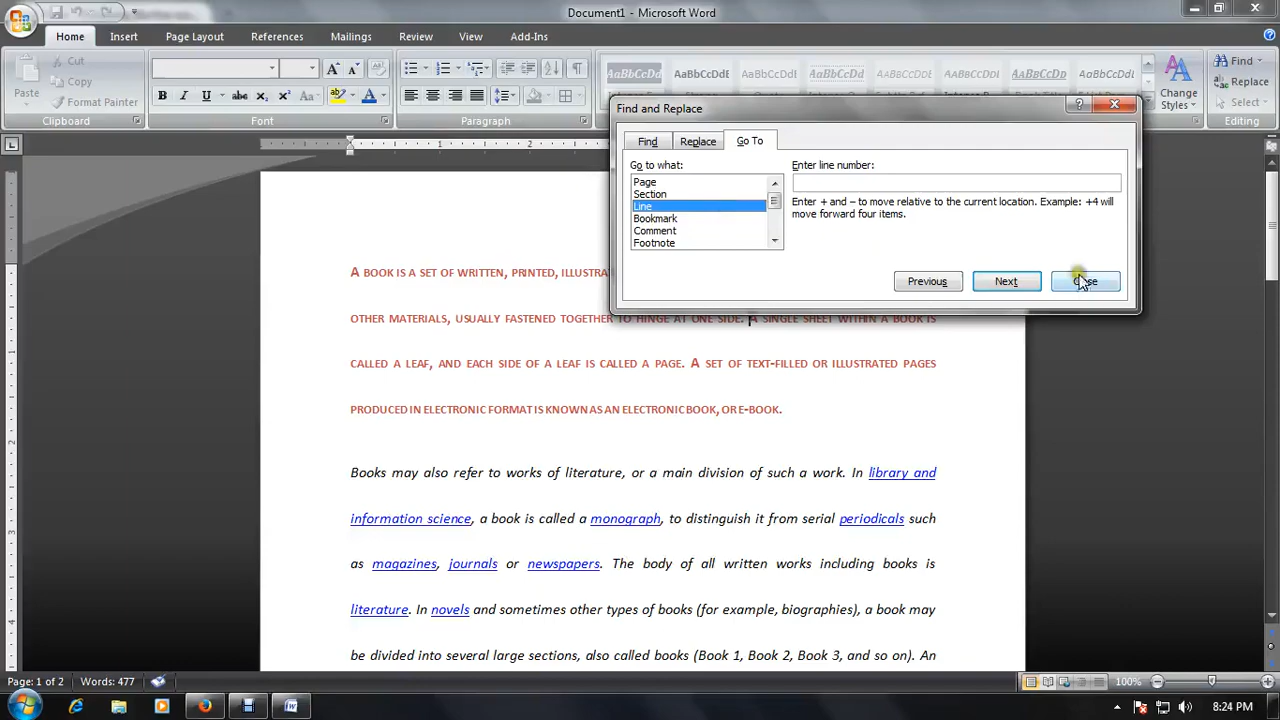 Document1 - Microsoft Word
Home Insert Page Layout References Mailings Review View Add-Ins
Paste
Cut
Copy
Format Painter
Clipboard
Font
Paragraph
AaBbCcDd AaBbCcDd AaBbCcDd AaBbCcDd AaBbCcDd AaBbCcDd AaBbCcDd AaBbCcDd
Change Styles
Find
Replace
Select
Editing
Find and Replace
Find Replace Go To
Go to what:
Page
Section
Line
Bookmark
Comment
Footnote
Enter line number:
Enter + and – to move relative to the current location. Example: +4 will
move forward four items.
Previous Next
A BOOK IS A SET OF WRITTEN, PRINTED,
OTHER MATERIALS, USUALLY FASTENED TOGETHER TO HINGE AT ONE SIDE. A SINGLE SHEET WITHIN A BOOK IS
CALLED A LEAF, AND EACH SIDE OF A LEAF IS CALLED A PAGE. A SET OF TEXT-FILLED OR ILLUSTRATED PAGES
PRODUCED IN ELECTRONIC FORMAT IS KNOWN AS AN ELECTRONIC BOOK, OR E-BOOK.
Books may also refer to works of literature, or a main division of such a work. In library and
information science, a book is called a monograph, to distinguish it from serial periodicals such
as magazines, journals or newspapers. The body of all written works including books is
literature. In novels and sometimes other types of books (for example, biographies), a book may
be divided into several large sections, also called books (Book 1, Book 2, Book 3, and so on). An
Page: 1 of 2 Words: 477
100%
8:24 PM